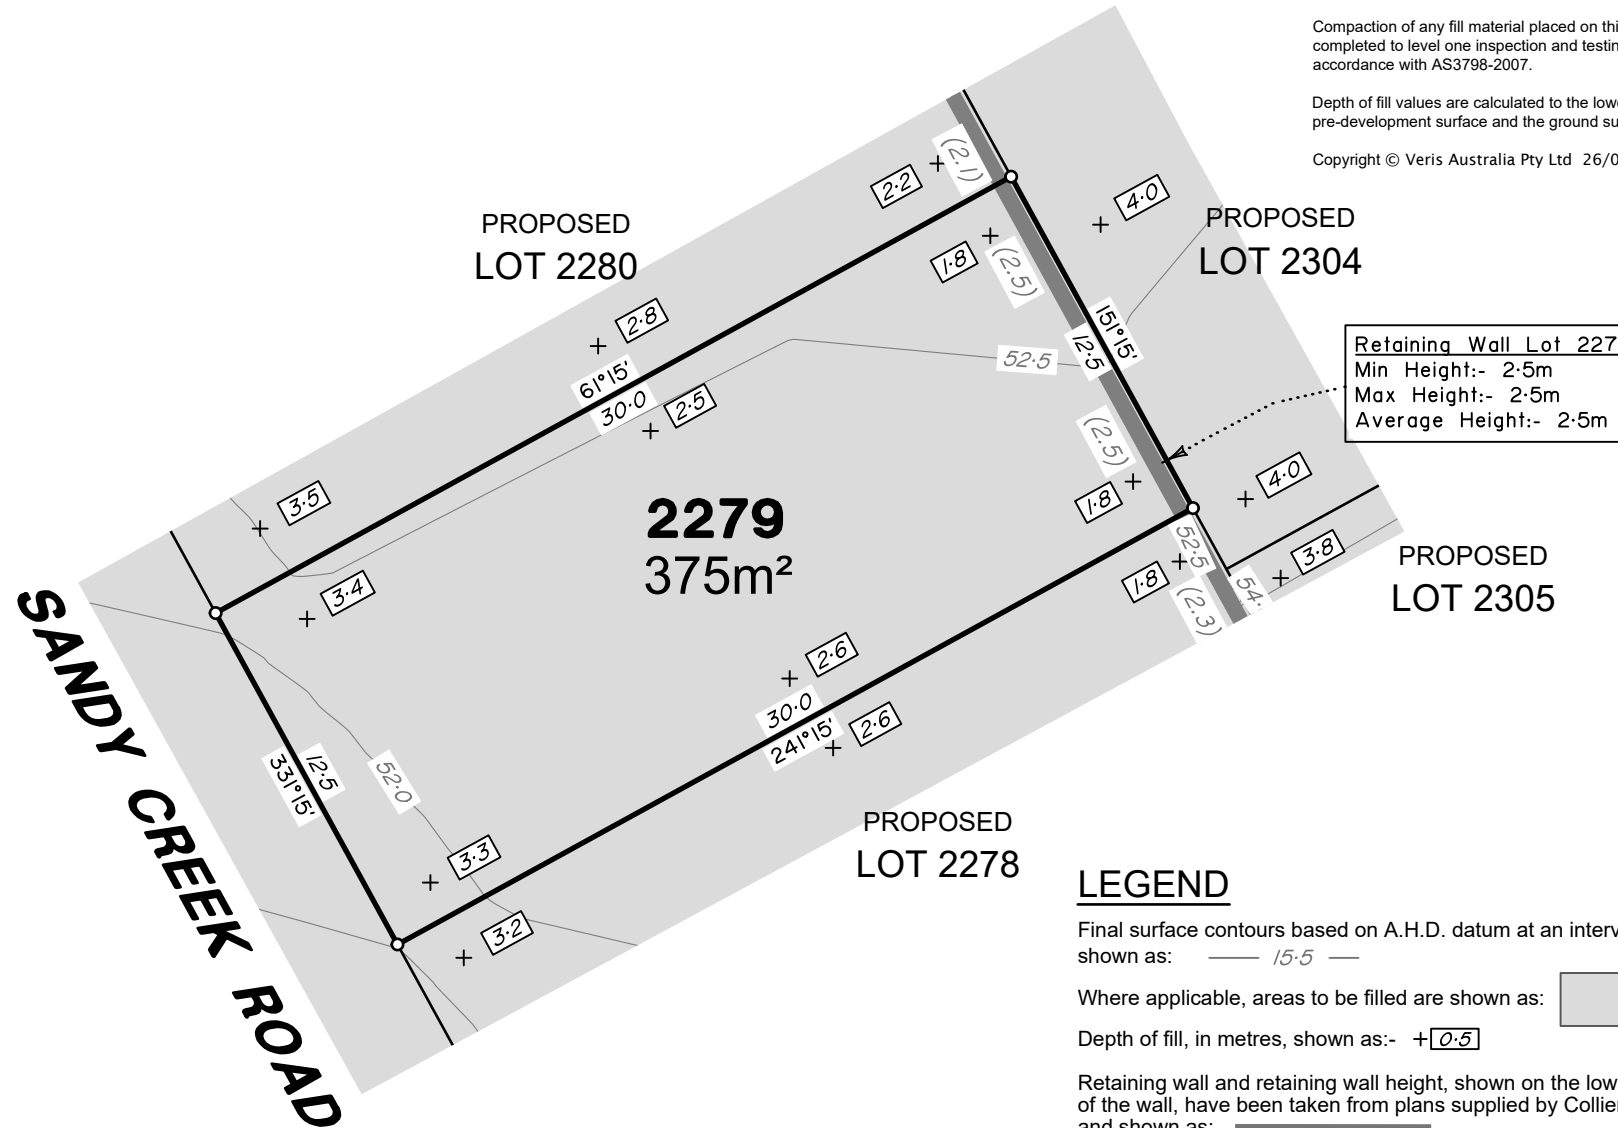 Compaction of any fill material placed on thi
completed to level one inspection and testin
accordance with AS3798-2007.
Depth of fill values are calculated to the low
pre-development surface and the ground su
Copyright © Veris Australia Pty Ltd 26/0
(2.1)
2·2
4·0
PROPOSED
LOT 2280
PROPOSED
LOT 2304
1·8
(2.5)
2·8
151°15'
12·5
52·5
Retaining Wall Lot 227
Min Height:- 2·5m
Max Height:- 2·5m
Average Height:- 2·5m
61°15'
30·0
2·5
(2.5)
3·5
1·8
4·0
2279
375m²
52·5
3·8
PROPOSED
LOT 2305
3·4
1·8
(2.3)
54·
SANDY CREEK ROAD
2·6
30·0
241°15'
2·6
12·5
331°15'
52·0
PROPOSED
LOT 2278
3·3
3·2
LEGEND
Final surface contours based on A.H.D. datum at an interv
shown as: 15·5
Where applicable, areas to be filled are shown as:
Depth of fill, in metres, shown as:- +0·5
Retaining wall and retaining wall height, shown on the low
of the wall, have been taken from plans supplied by Collier
and shown as: